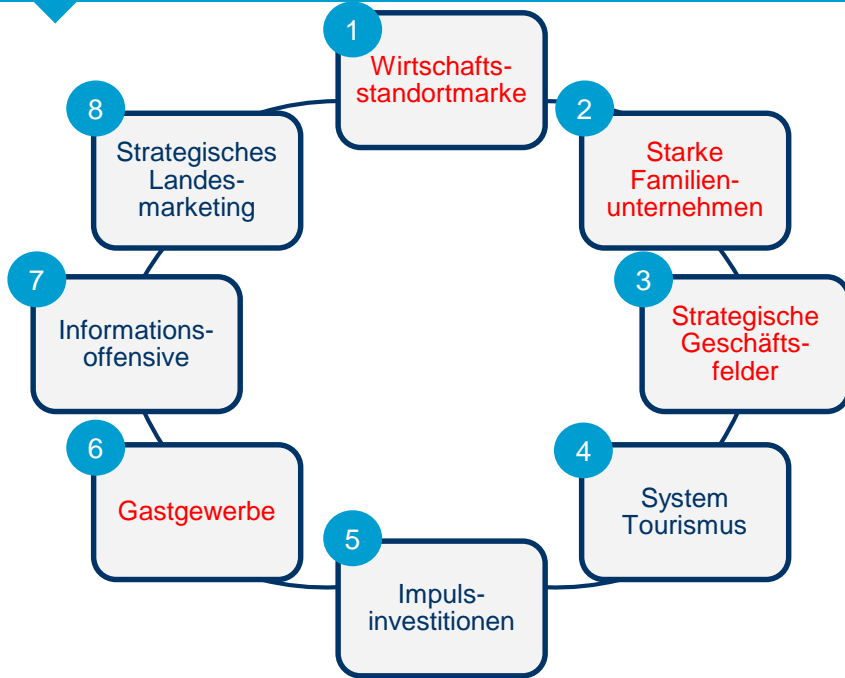 1
Wirtschafts-
standortmarke
2
Starke
Familien-
unternehmen
3
Strategische
Geschäfts-
felder
4
System
Tourismus
5
Impuls-
investitionen
6
Gastgewerbe
7
Informations-
offensive
8
Strategisches
Landes-
marketing